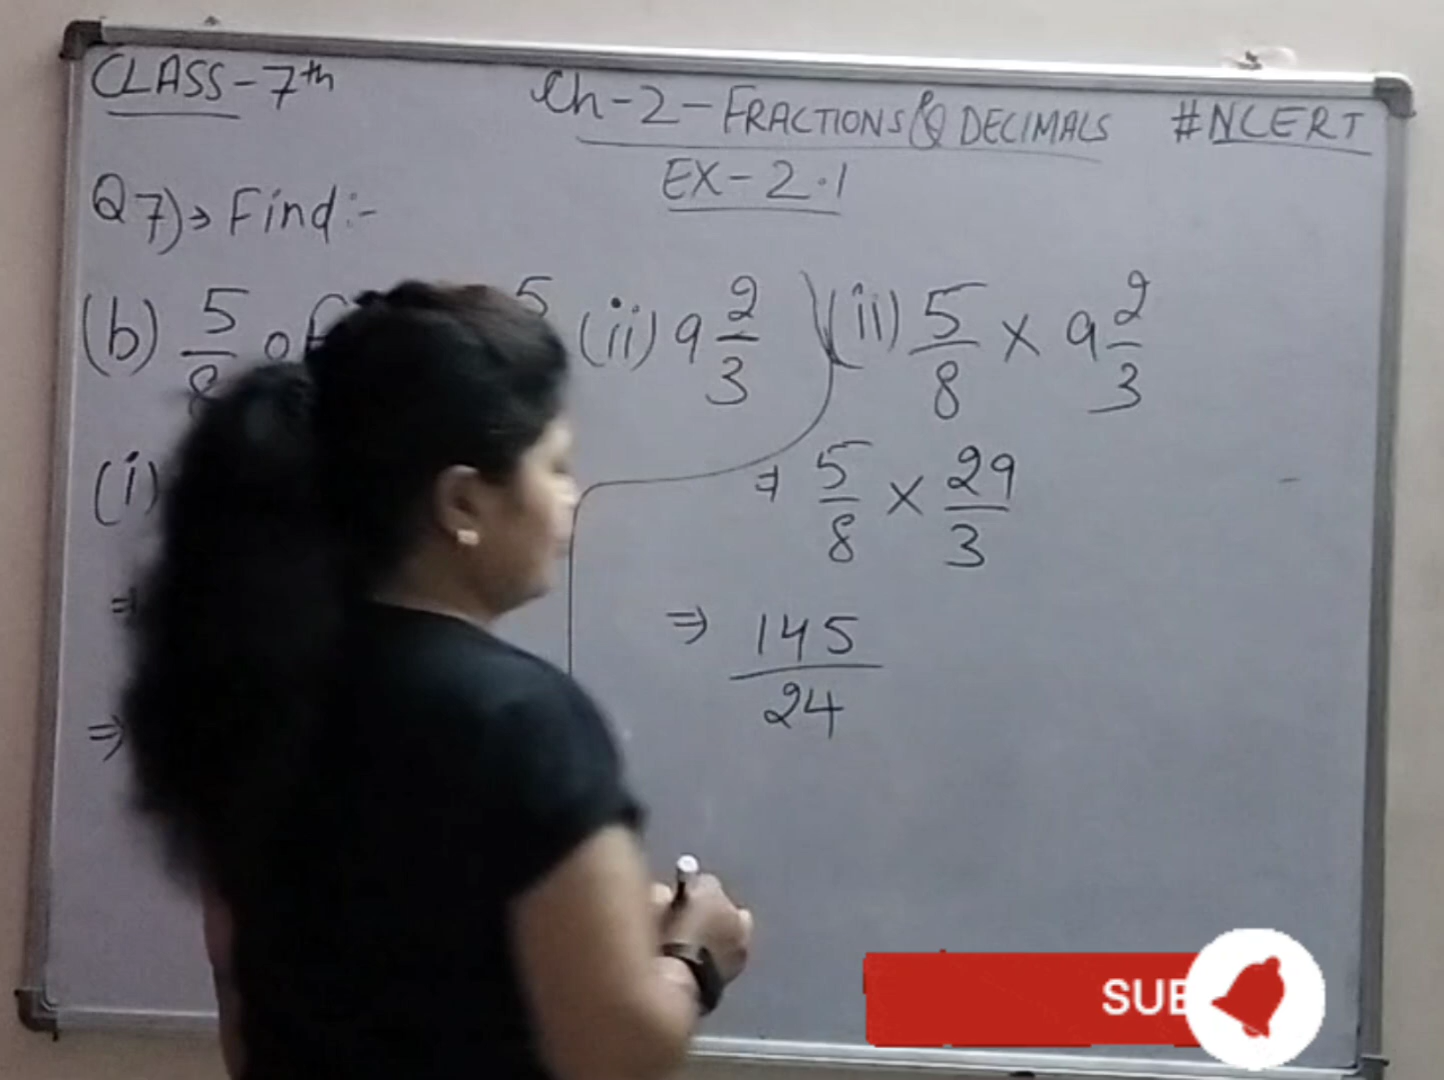 CLASS-7th
Ch-2-FRACTIONS & DECIMALS #NCERT
EX-2.1
Q7)→ Find:-
(b) 5/8 of 5 (ii) 9 2/3
(ii) 5/8 × 9 2/3
(i)
⇒ 5/8 × 29/3
⇒ 145/24
⇒
SUB